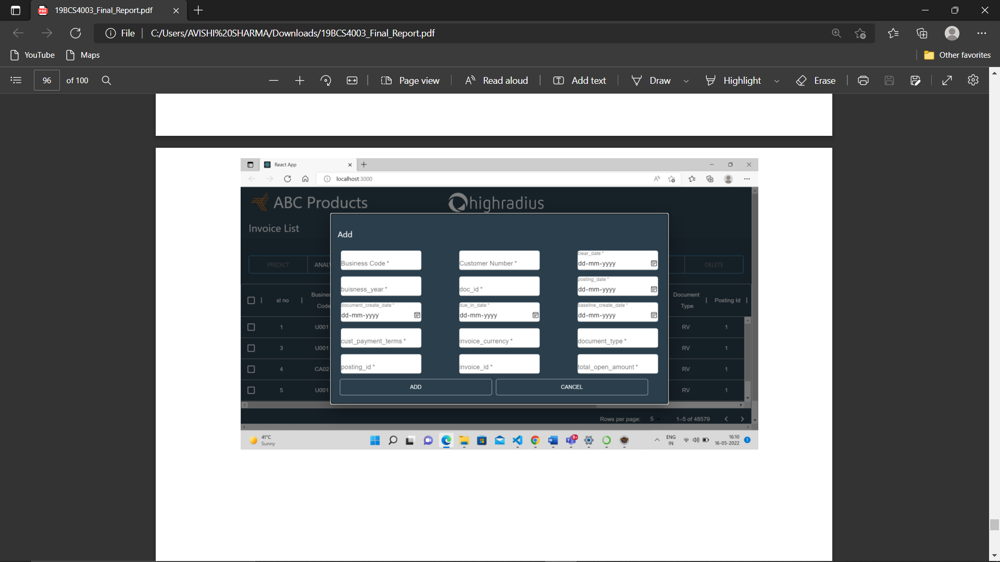 19BCS4003_Final_Report.pdf
File
C:/Users/AVISHI%20SHARMA/Downloads/19BCS4003_Final_Report.pdf
YouTube
Maps
Other favorites
96 of 100
Page view
Read aloud
Add text
Draw
Highlight
Erase
React App
localhost:3000
ABC Products
highradius
Invoice List
PREDICT
ANAL
DELETE
Add
Business Code *
Customer Number *
clear_date *
dd-mm-yyyy
buisness_year *
doc_id *
posting_date *
dd-mm-yyyy
document_create_date *
dd-mm-yyyy
due_in_date *
dd-mm-yyyy
baseline_create_date *
dd-mm-yyyy
cust_payment_terms *
invoice_currency *
document_type *
posting_id *
invoice_id *
total_open_amount *
ADD
CANCEL
sl no
Busine
Code
Document
Type
Posting Id
1 U001 RV 1
3 U001 RV 1
4 CA02 RV 1
5 U001 RV 1
Rows per page: 5
1–5 of 48579
41°C
Sunny
9+
ENG
IN
16:10
16-05-2022
1